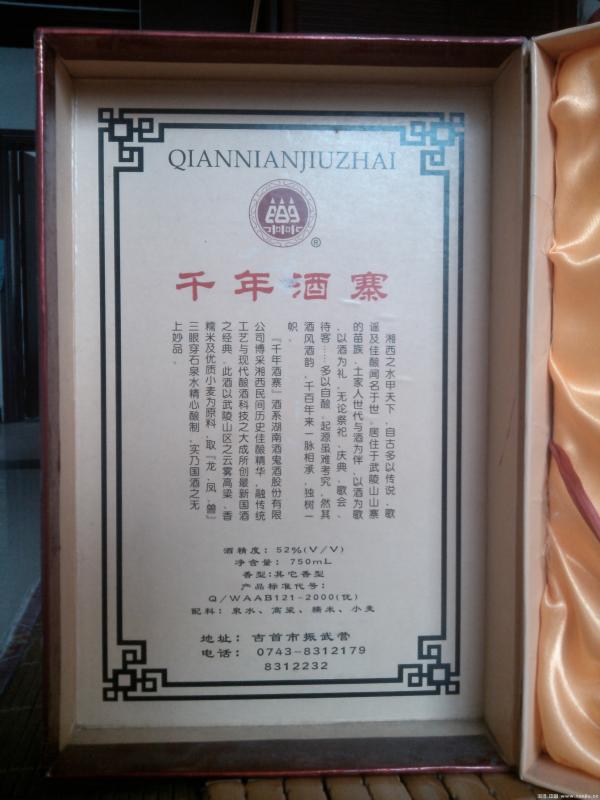 QIANNIANJIUZHAI
®
千年酒寨
湘西之水甲天下，自古多以传说，歌
谣及佳酿闻名于世。居住于武陵山山寨
的苗族、土家人世代与酒为伴，以酒为歌
、以酒为礼，无论祭祀、庆典、歌会、
待客……多以自酿。起源虽难考究，然其
酒风酒韵，千百年来一脉相承，独树一
帜。
『千年酒寨』酒系湖南酒鬼酒股份有限
公司博采湘西民间历史佳酿精华，融传统
工艺与现代酿酒科技之大成所创最新国酒
之经典。此酒以武陵山区之云雾高粱、香
糯米及优质小麦为原料，取『龙、凤、兽』
三眼穿石泉水精心酿制，实乃国酒之无
上妙品。
酒精度：52%(V/V)
净含量：750mL
香型:其它香型
产品标准代号：
Q/WAAB121-2000(优)
配料：泉水、高粱、糯米、小麦
地址：吉首市振武营
电话：0743-8312179
8312232